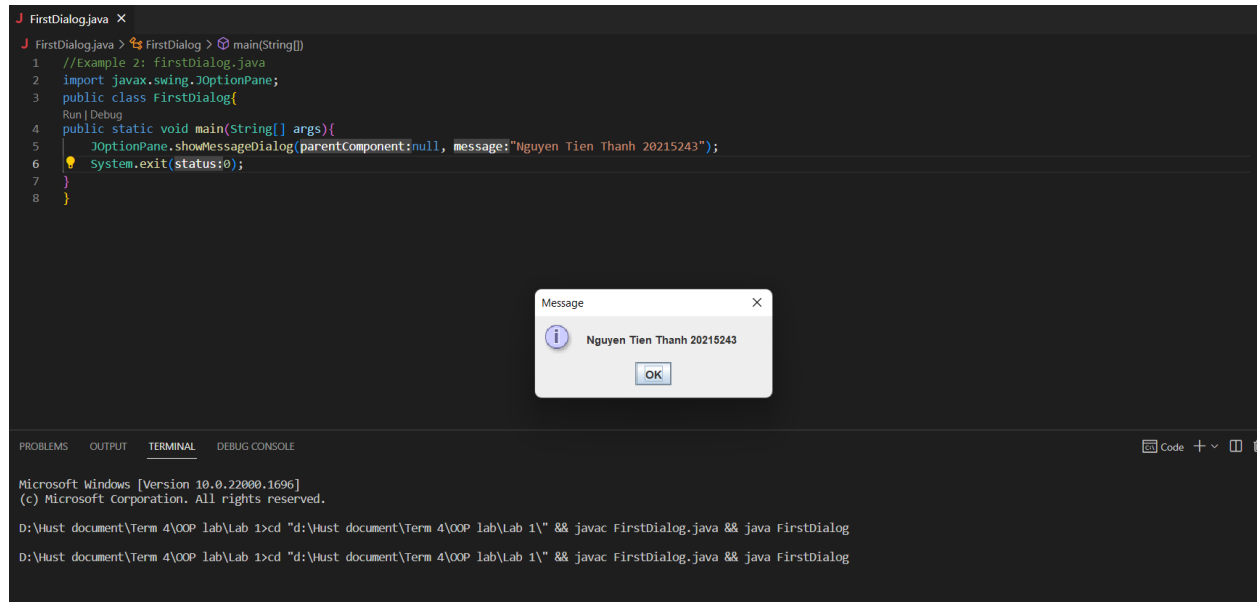 J FirstDialog.java ×
J FirstDialog.java > FirstDialog > main(String[])
1 //Example 2: firstDialog.java
2 import javax.swing.JOptionPane;
3 public class FirstDialog{
Run | Debug
4 public static void main(String[] args){
5 JOptionPane.showMessageDialog(parentComponent:null, message:"Nguyen Tien Thanh 20215243");
6 System.exit(status:0);
7 }
8 }
Message
i Nguyen Tien Thanh 20215243
OK
PROBLEMS OUTPUT TERMINAL DEBUG CONSOLE Code
Microsoft Windows [Version 10.0.22000.1696]
(c) Microsoft Corporation. All rights reserved.
D:\Hust document\Term 4\OOP lab\Lab 1>cd "d:\Hust document\Term 4\OOP lab\Lab 1\" && javac FirstDialog.java && java FirstDialog
D:\Hust document\Term 4\OOP lab\Lab 1>cd "d:\Hust document\Term 4\OOP lab\Lab 1\" && javac FirstDialog.java && java FirstDialog